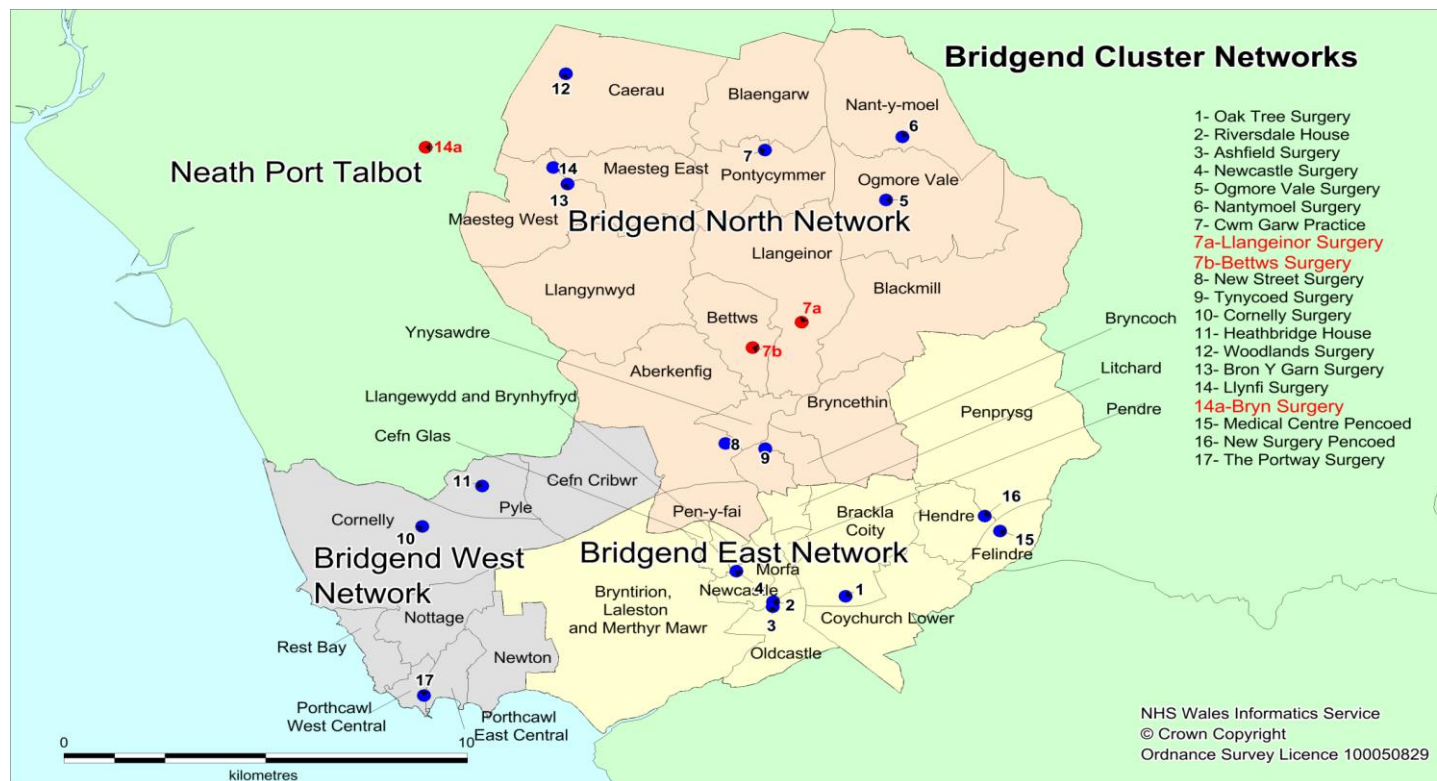 Bridgend Cluster Networks
1- Oak Tree Surgery
2- Riversdale House
3- Ashfield Surgery
4- Newcastle Surgery
5- Ogmore Vale Surgery
6- Nantymoel Surgery
7- Cwm Garw Practice
7a-Llangeinor Surgery
7b-Bettws Surgery
8- New Street Surgery
9- Tynycoed Surgery
10- Cornelly Surgery
11- Heathbridge House
12- Woodlands Surgery
13- Bron Y Garn Surgery
14- Llynfi Surgery
14a-Bryn Surgery
15- Medical Centre Pencoed
16- New Surgery Pencoed
17- The Portway Surgery
12
Caerau
Blaengarw
Nant-y-moel
6
14a
Neath Port Talbot
14
13
Maesteg East
7
Pontycymmer
Ogmore Vale
5
Maesteg West
Bridgend North Network
Llangeinor
Llangynwyd
Blackmill
Bettws
7a
7b
Ynysawdre
Bryncoch
Aberkenfig
Litchard
Llangewydd and Brynhyfryd
Bryncethin
Penprysg
Pendre
Cefn Glas
8
9
11
Cefn Cribwr
Pyle
Cornelly
10
Pen-y-fai
Brackla
Coity
Hendre
16
15
Felindre
Bridgend West
Network
Bridgend East Network
Morfa
Newcastle
4
2
3
1
Bryntirion,
Laleston
and Merthyr Mawr
Coychurch Lower
Oldcastle
Nottage
Rest Bay
Newton
17
Porthcawl
West Central
Porthcawl
East Central
0
10
kilometres
NHS Wales Informatics Service
© Crown Copyright
Ordnance Survey Licence 100050829